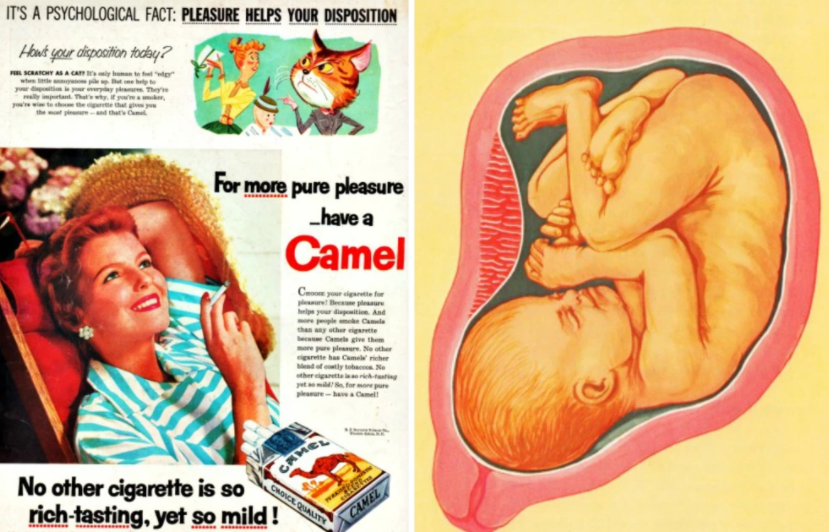 IT'S A PSYCHOLOGICAL FACT: PLEASURE HELPS YOUR DISPOSITION
How's your disposition today?
FEEL SCRATCHY AS A CAT? It's only human to feel "edgy"
when little annoyances pile up. But one help to
your disposition is your everyday pleasures. They're
really important. That's why, if you're a smoker,
you're wise to choose the cigarette that gives you
the most pleasure — and that's Camel.
For more pure pleasure
...have a
Camel
CHOOSE your cigarette for
pleasure! Because pleasure
helps your disposition. And
more people smoke Camels
than any other cigarette
because Camels give them
more pure pleasure. No other
cigarette has Camels' richer
blend of costly tobaccos. No
other cigarette is so rich-tasting
yet so mild! So, for more pure
pleasure — have a Camel!
CAMEL
CHOICE QUALITY
CAMEL
No other cigarette is so
rich-tasting, yet so mild!